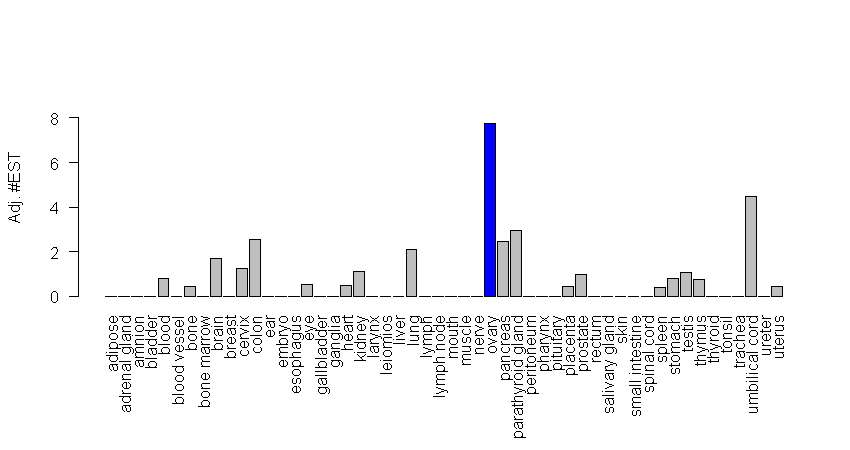 Adj. #EST
8
6
4
2
0
adipose
adrenal gland
amnion
bladder
blood
blood vessel
bone
bone marrow
brain
breast
cervix
colon
ear
embryo
esophagus
eye
gallbladder
ganglia
heart
kidney
larynx
leiomios
liver
lung
lymph
lymph node
mouth
muscle
nerve
ovary
pancreas
parathyroid gland
peritoneum
pharynx
pituitary
placenta
prostate
rectum
salivary gland
skin
small intestine
spinal cord
spleen
stomach
testis
thymus
thyroid
tonsil
trachea
umbilical cord
ureter
uterus